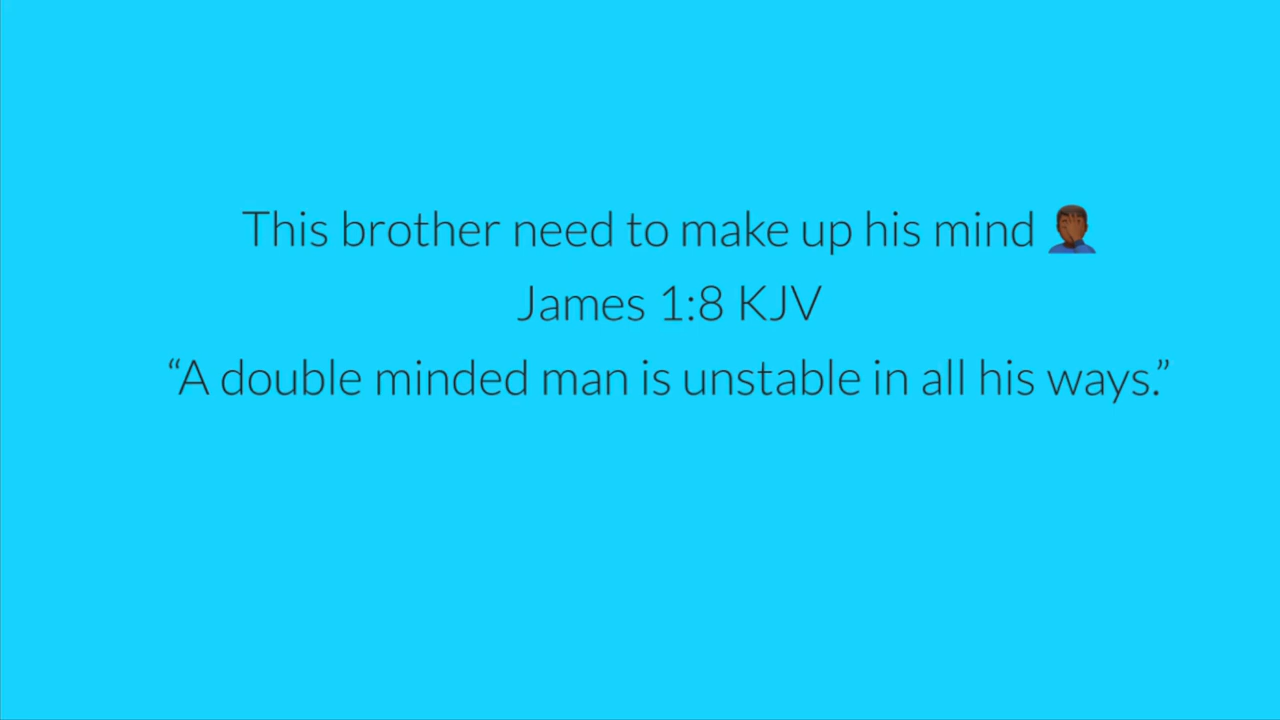 This brother need to make up his mind 🤦🏾‍♂️
James 1:8 KJV
“A double minded man is unstable in all his ways.”